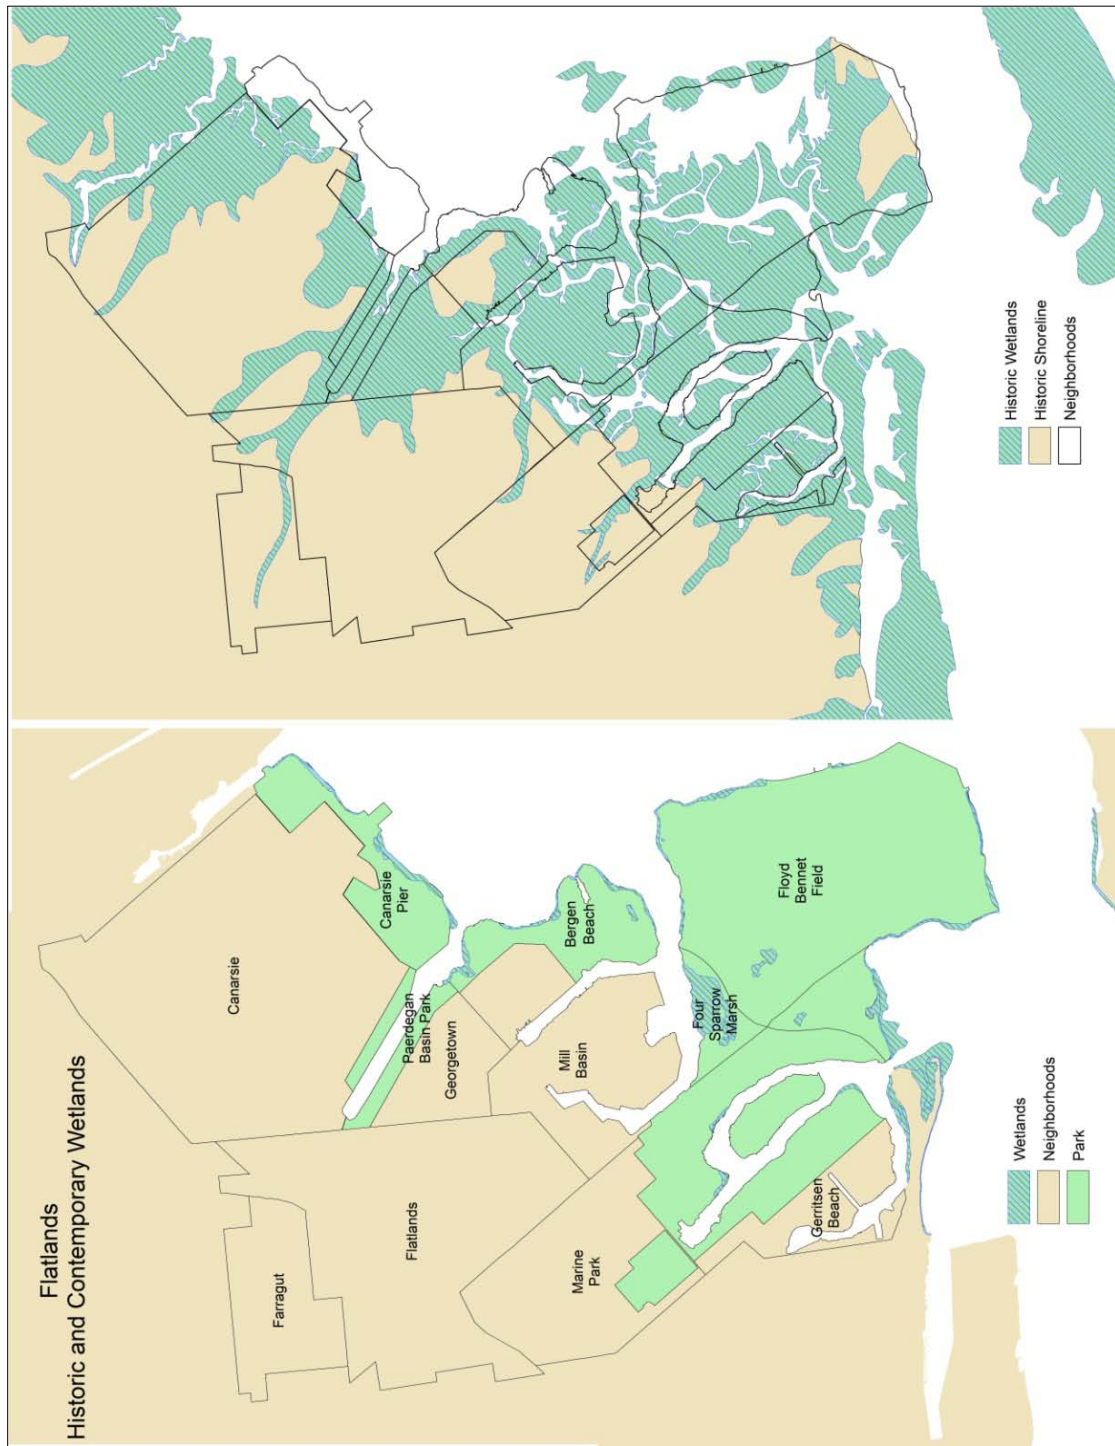 Flatlands
Historic and Contemporary Wetlands
Canarsie
Canarsie
Pier
Farragut
Flatlands
Paerdegan
Basin Park
Georgetown
Bergen
Beach
Mill
Basin
Marine
Park
Four
Sparrow
Marsh
Floyd
Bennet
Field
Gerritsen
Beach
Wetlands
Neighborhoods
Park
Historic Wetlands
Historic Shoreline
Neighborhoods